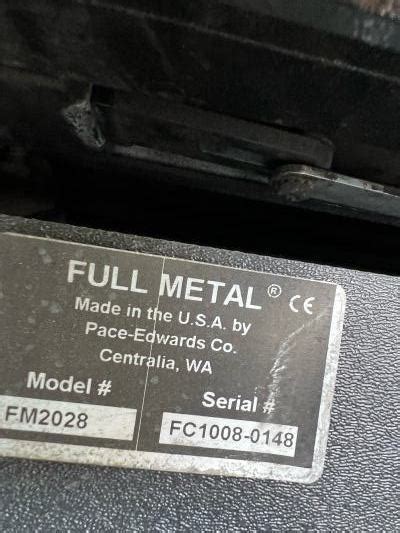 FULL METAL ® CE
Made in the U.S.A. by
Pace-Edwards Co.
Centralia, WA
Model # Serial #
FM2028 FC1008-0148